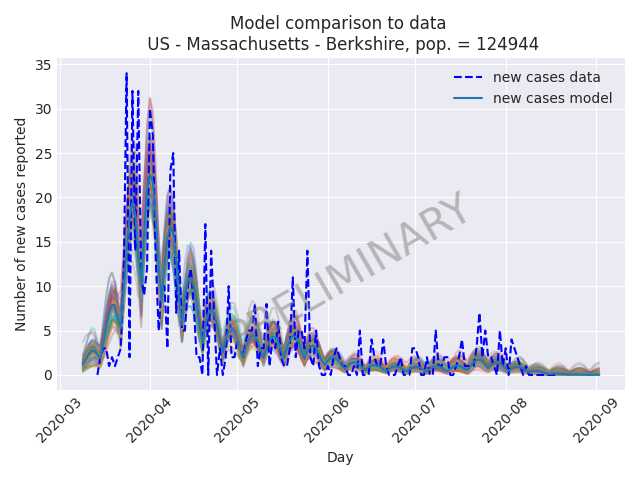 Model comparison to data
US - Massachusetts - Berkshire, pop. = 124944
35
30
25
20
15
10
5
0
Number of new cases reported
new cases data
new cases model
PRELIMINARY
2020-03
2020-04
2020-05
2020-06
2020-07
2020-08
2020-09
Day